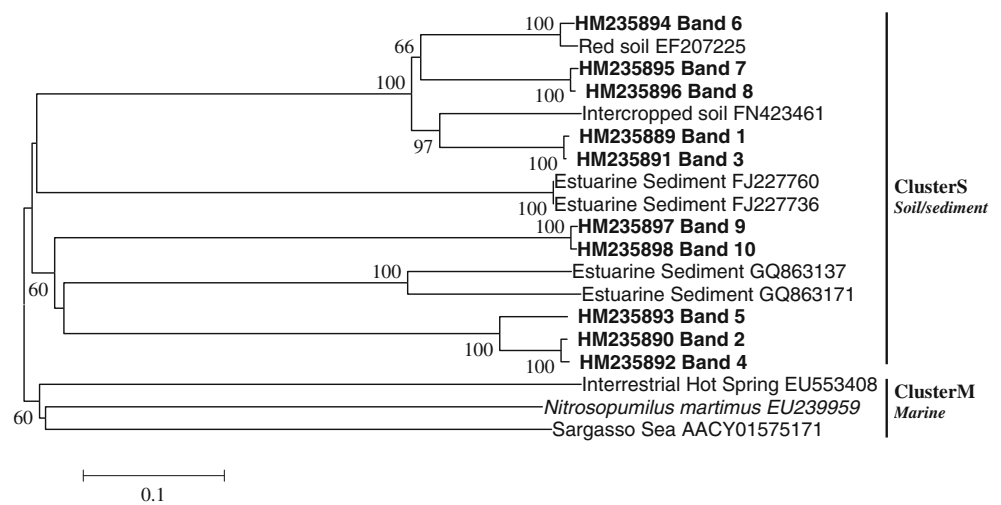 100
HM235894 Band 6
66
Red soil EF207225
HM235895 Band 7
100
100
HM235896 Band 8
Intercropped soil FN423461
97
HM235889 Band 1
100
HM235891 Band 3
Estuarine Sediment FJ227760
ClusterS
Soil/sediment
100
Estuarine Sediment FJ227736
100
HM235897 Band 9
HM235898 Band 10
100
Estuarine Sediment GQ863137
60
Estuarine Sediment GQ863171
HM235893 Band 5
100
HM235890 Band 2
100
HM235892 Band 4
Interrestrial Hot Spring EU553408
ClusterM
Marine
60
Nitrosopumilus martimus EU239959
Sargasso Sea AACY01575171
0.1